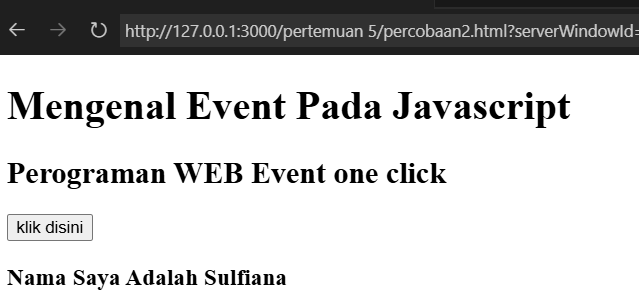 http://127.0.0.1:3000/pertemuan 5/percobaan2.html?serverWindowId=
Mengenal Event Pada Javascript
Perograman WEB Event one click
klik disini
Nama Saya Adalah Sulfiana